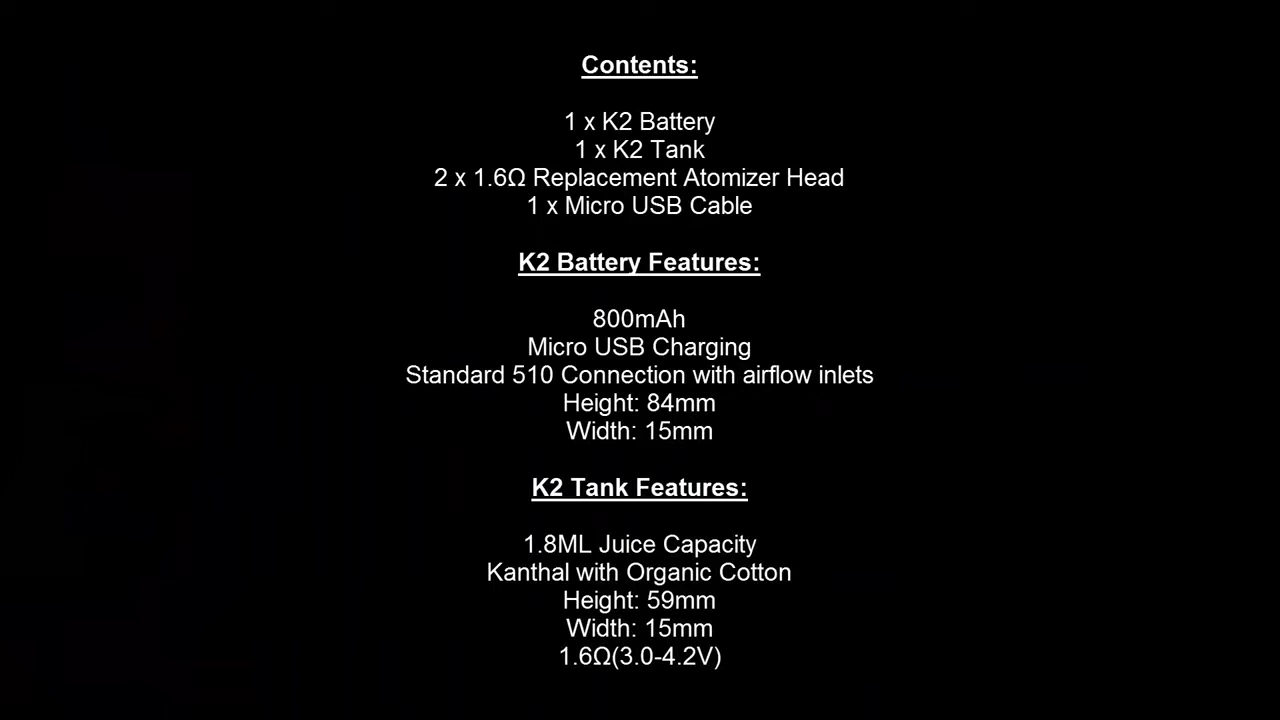 Contents:
1 x K2 Battery
1 x K2 Tank
2 x 1.6Ω Replacement Atomizer Head
1 x Micro USB Cable
K2 Battery Features:
800mAh
Micro USB Charging
Standard 510 Connection with airflow inlets
Height: 84mm
Width: 15mm
K2 Tank Features:
1.8ML Juice Capacity
Kanthal with Organic Cotton
Height: 59mm
Width: 15mm
1.6Ω(3.0-4.2V)